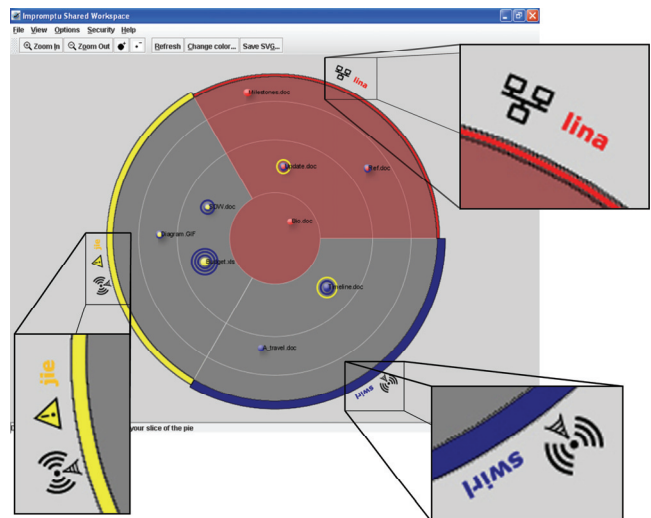 Impromptu Shared Workspace
File View Options Security Help
Zoom In Zoom Out Refresh Change color... Save SVG...
lina
lina
Milestones.doc
update.doc
Ref.doc
CDW.doc
Bio.doc
Diagram.GIF
Budget.xls
jie
Timeline.doc
A_travel.doc
jie
swirl
swirl
your slice of the pie